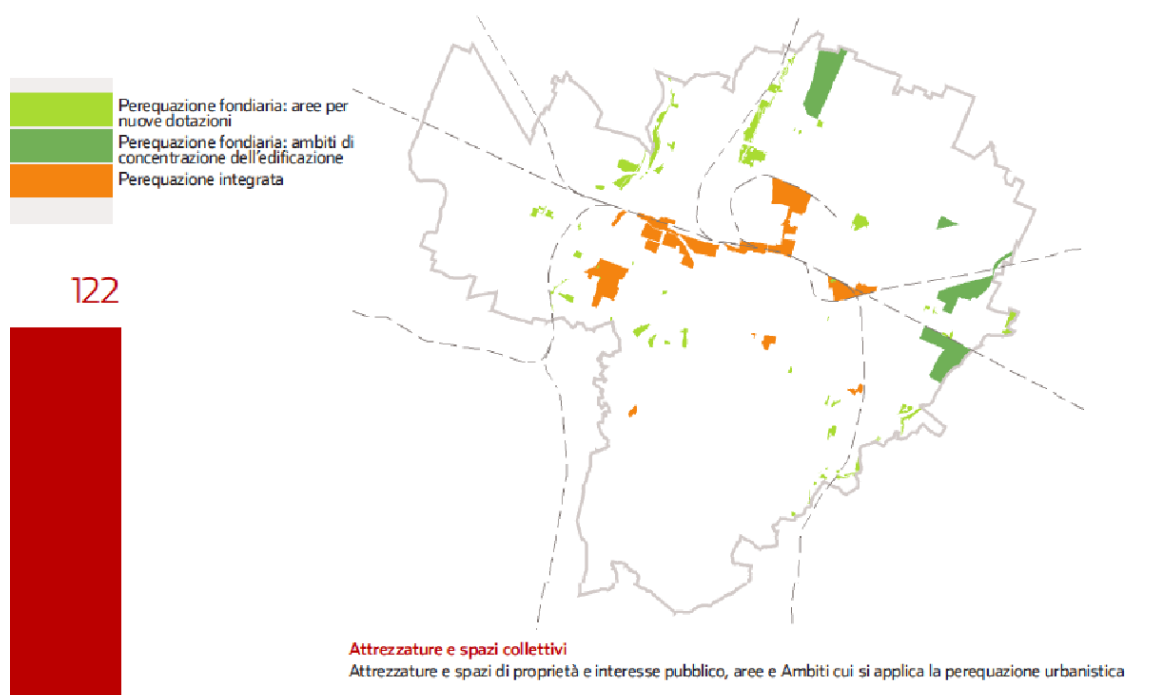 Perequazione fondiaria: aree per
nuove dotazioni
Perequazione fondiaria: ambiti di
concentrazione dell'edificazione
Perequazione integrata
122
Attrezzature e spazi collettivi
Attrezzature e spazi di proprietà e interesse pubblico, aree e Ambiti cui si applica la perequazione urbanistica